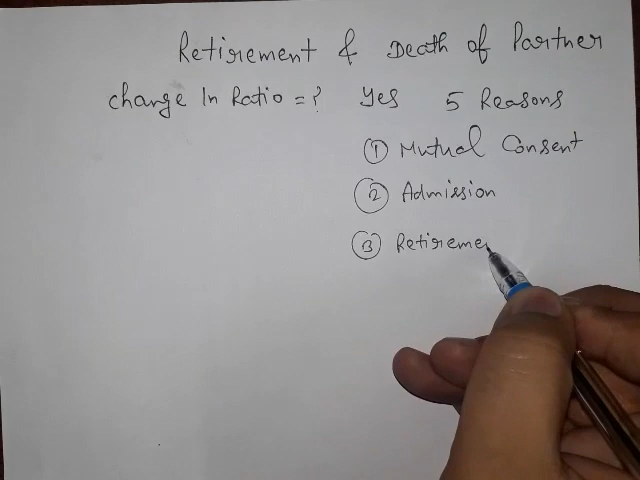 Retirement & Death of Partner
change In Ratio = ? Yes 5 Reasons
① Mutual Consent
② Admission
③ Retireme